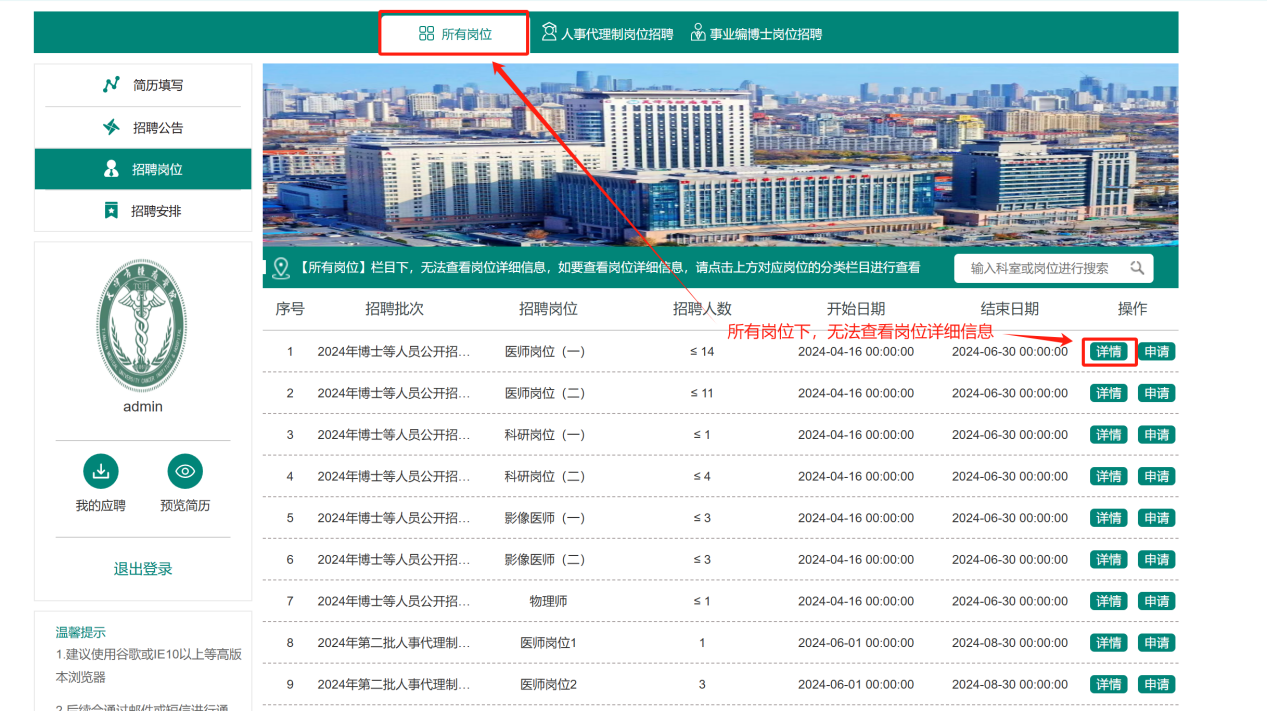 所有岗位 人事代理制岗位招聘 事业编博士岗位招聘
简历填写
招聘公告
招聘岗位
招聘安排
admin
我的应聘 预览简历
退出登录
温馨提示
1.建议使用谷歌或IE10以上等高版
本浏览器
2.后续会通过邮件或短信进行通
【所有岗位】栏目下，无法查看岗位详细信息，如要查看岗位详细信息，请点击上方对应岗位的分类栏目进行查看 输入科室或岗位进行搜索
序号 招聘批次 招聘岗位 招聘人数 开始日期 结束日期 操作
所有岗位下，无法查看岗位详细信息
1 2024年博士等人员公开招... 医师岗位（一） ≤ 14 2024-04-16 00:00:00 2024-06-30 00:00:00 详情 申请
2 2024年博士等人员公开招... 医师岗位（二） ≤ 11 2024-04-16 00:00:00 2024-06-30 00:00:00 详情 申请
3 2024年博士等人员公开招... 科研岗位（一） ≤ 1 2024-04-16 00:00:00 2024-06-30 00:00:00 详情 申请
4 2024年博士等人员公开招... 科研岗位（二） ≤ 4 2024-04-16 00:00:00 2024-06-30 00:00:00 详情 申请
5 2024年博士等人员公开招... 影像医师（一） ≤ 3 2024-04-16 00:00:00 2024-06-30 00:00:00 详情 申请
6 2024年博士等人员公开招... 影像医师（二） ≤ 3 2024-04-16 00:00:00 2024-06-30 00:00:00 详情 申请
7 2024年博士等人员公开招... 物理师 ≤ 1 2024-04-16 00:00:00 2024-06-30 00:00:00 详情 申请
8 2024年第二批人事代理制... 医师岗位1 1 2024-06-01 00:00:00 2024-08-30 00:00:00 详情 申请
9 2024年第二批人事代理制... 医师岗位2 3 2024-06-01 00:00:00 2024-08-30 00:00:00 详情 申请